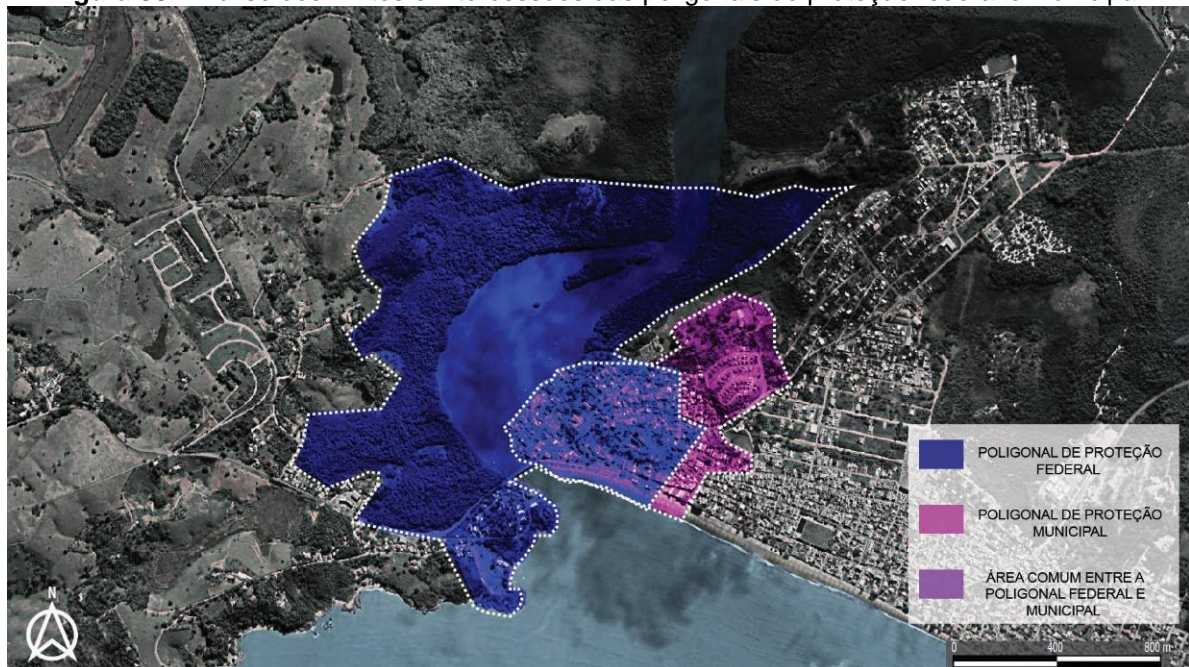 POLIGONAL DE PROTEÇÃO
FEDERAL
POLIGONAL DE PROTEÇÃO
MUNICIPAL
ÁREA COMUM ENTRE A
POLIGONAL FEDERAL E
MUNICIPAL
N
0 400 800 m